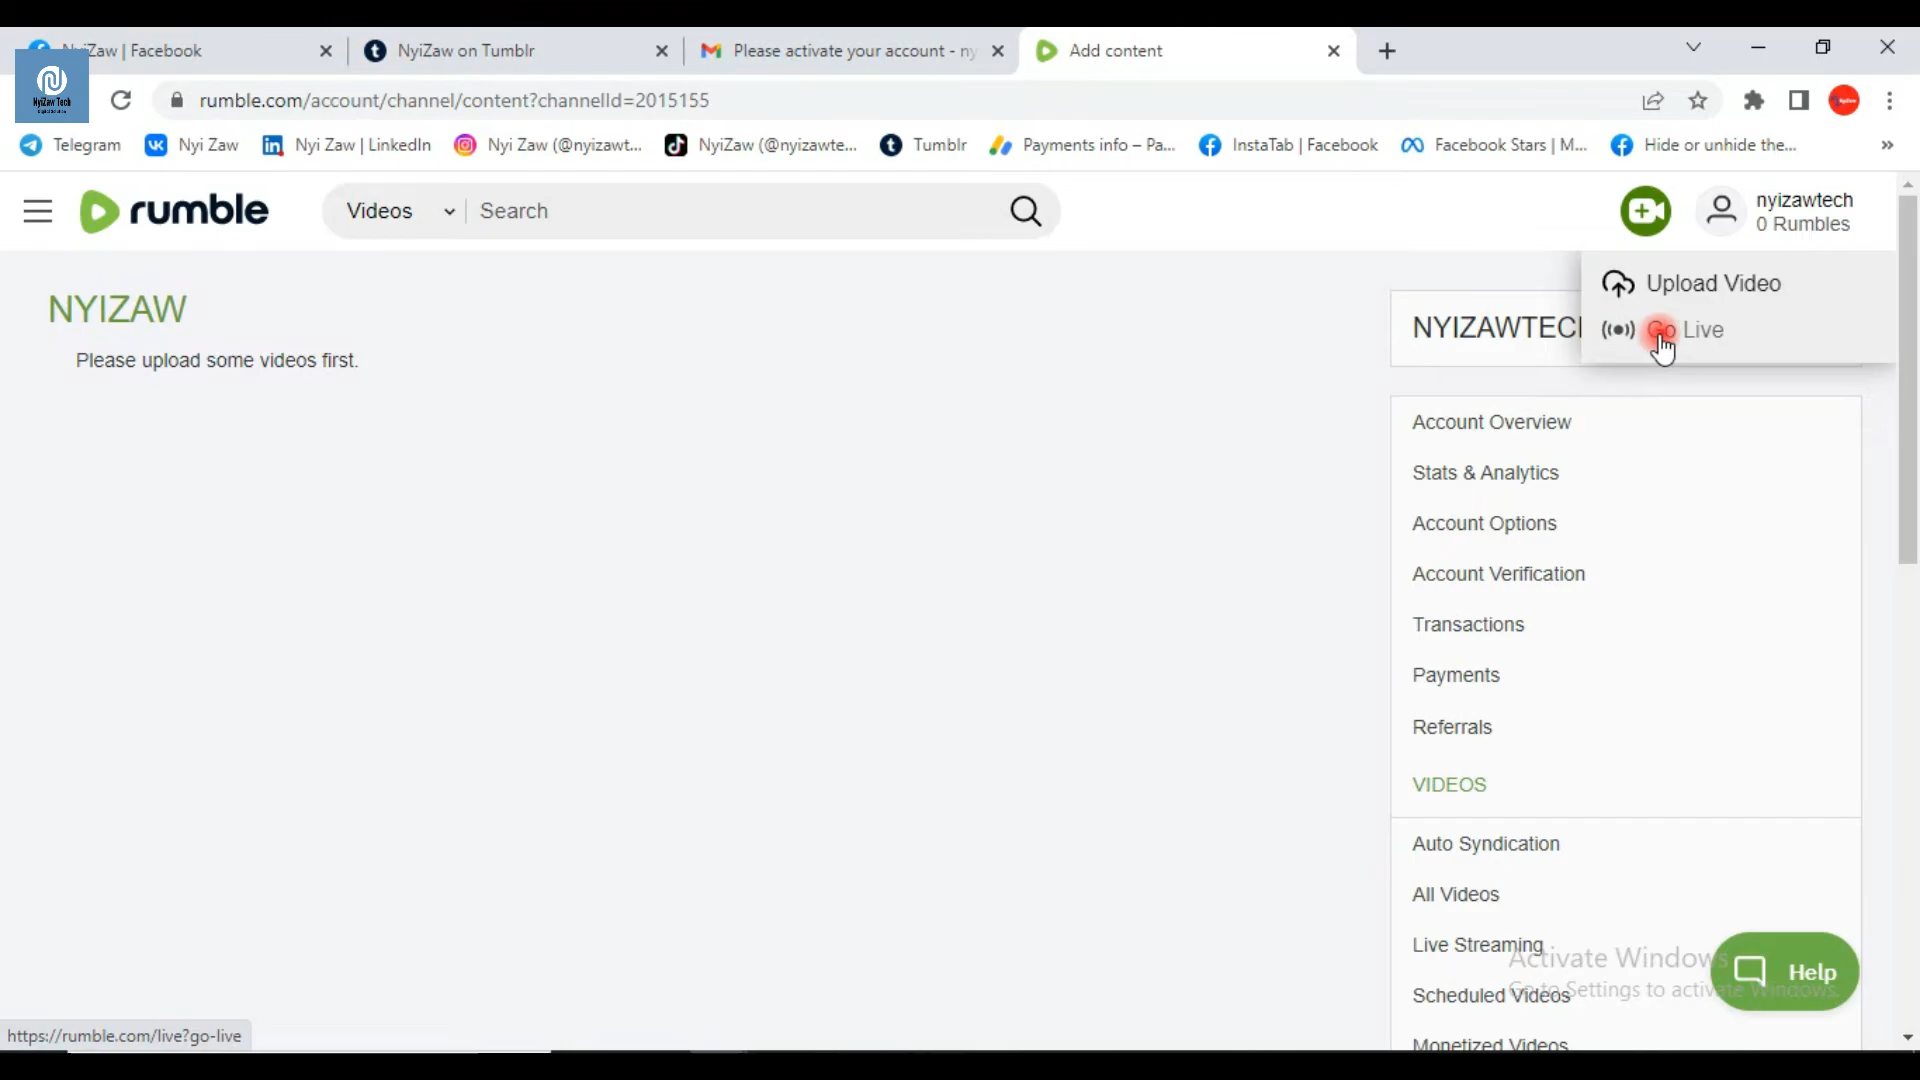 NyiZaw | Facebook
NyiZaw on Tumblr
Please activate your account - ny
Add content
NyiZaw Tech
rumble.com/account/channel/content?channelId=2015155
Telegram
Nyi Zaw
Nyi Zaw | LinkedIn
Nyi Zaw (@nyizawt...
NyiZaw (@nyizawte...
Tumblr
Payments info – Pa...
InstaTab | Facebook
Facebook Stars | M...
Hide or unhide the...
»
rumble
Videos
Search
nyizawtech
0 Rumbles
Upload Video
Go Live
NYIZAW
Please upload some videos first.
NYIZAWTECH
Account Overview
Stats & Analytics
Account Options
Account Verification
Transactions
Payments
Referrals
VIDEOS
Auto Syndication
All Videos
Live Streaming
Activate Windows
Go to Settings to activate Windows.
Scheduled Videos
Help
Monetized Videos
https://rumble.com/live?go-live